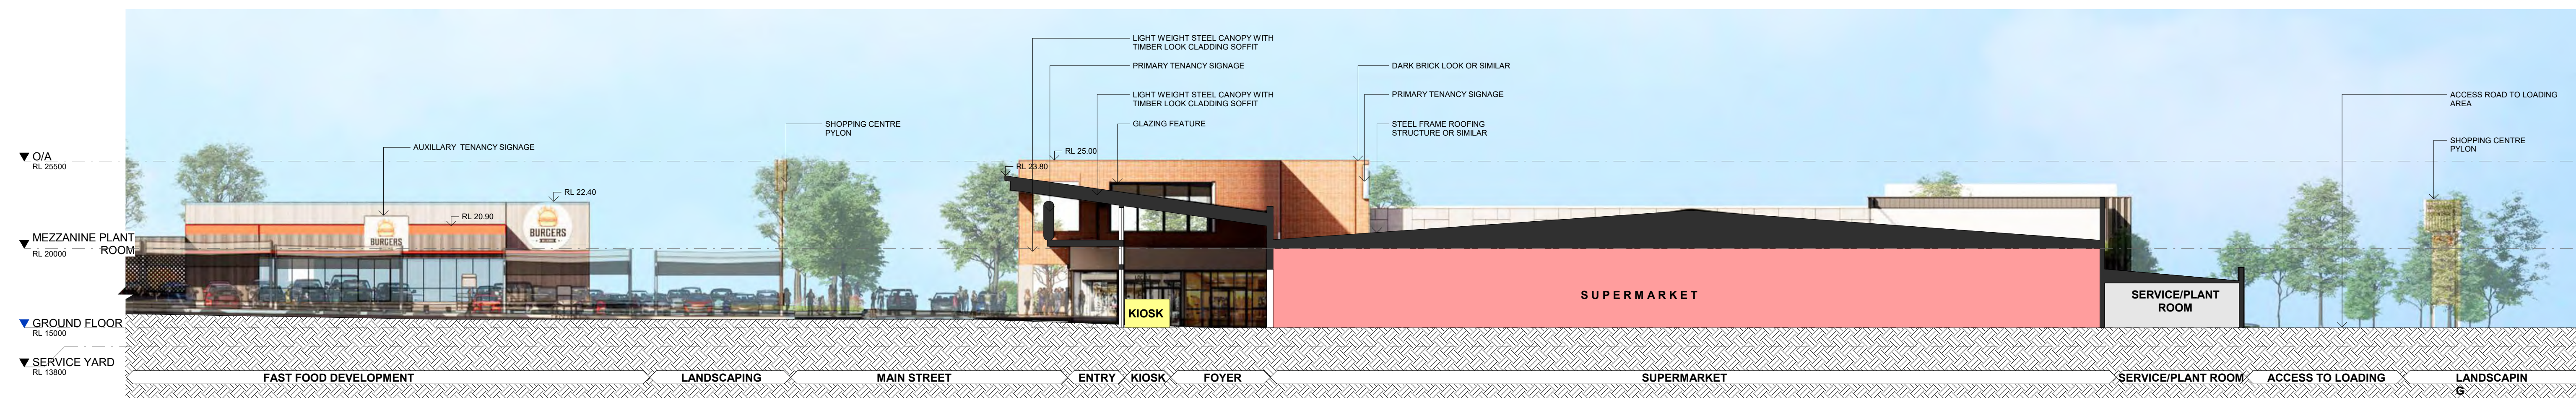 LIGHT WEIGHT STEEL CANOPY WITH
TIMBER LOOK CLADDING SOFFIT
PRIMARY TENANCY SIGNAGE
LIGHT WEIGHT STEEL CANOPY WITH
TIMBER LOOK CLADDING SOFFIT
GLAZING FEATURE
DARK BRICK LOOK OR SIMILAR
PRIMARY TENANCY SIGNAGE
STEEL FRAME ROOFING
STRUCTURE OR SIMILAR
ACCESS ROAD TO LOADING
AREA
SHOPPING CENTRE
PYLON
SHOPPING CENTRE
PYLON
AUXILLARY TENANCY SIGNAGE
O/A
RL 25500
RL 25.00
RL 23.80
RL 22.40
RL 20.90
BURGERS
BURGERS
MEZZANINE PLANT
ROOM
RL 20000
GROUND FLOOR
RL 15000
SERVICE YARD
RL 13800
KIOSK
SUPERMARKET
SERVICE/PLANT
ROOM
FAST FOOD DEVELOPMENT
LANDSCAPING
MAIN STREET
ENTRY
KIOSK
FOYER
SUPERMARKET
SERVICE/PLANT ROOM
ACCESS TO LOADING
LANDSCAPIN
G